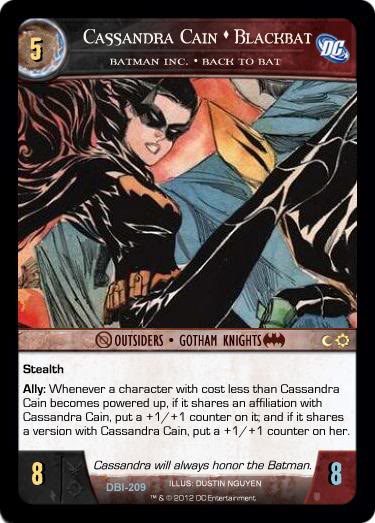 5
CASSANDRA CAIN ♦ BLACKBAT
DC
BATMAN INC. • BACK TO BAT
OUTSIDERS • GOTHAM KNIGHTS
Stealth
Ally: Whenever a character with cost less than Cassandra
Cain becomes powered up, if it shares an affiliation with
Cassandra Cain, put a +1/+1 counter on it; and if it shares
a version with Cassandra Cain, put a +1/+1 counter on her.
Cassandra will always honor the Batman.
8
8
DBI-209
ILLUS: DUSTIN NGUYEN
™ & © 2012 DC Entertainment